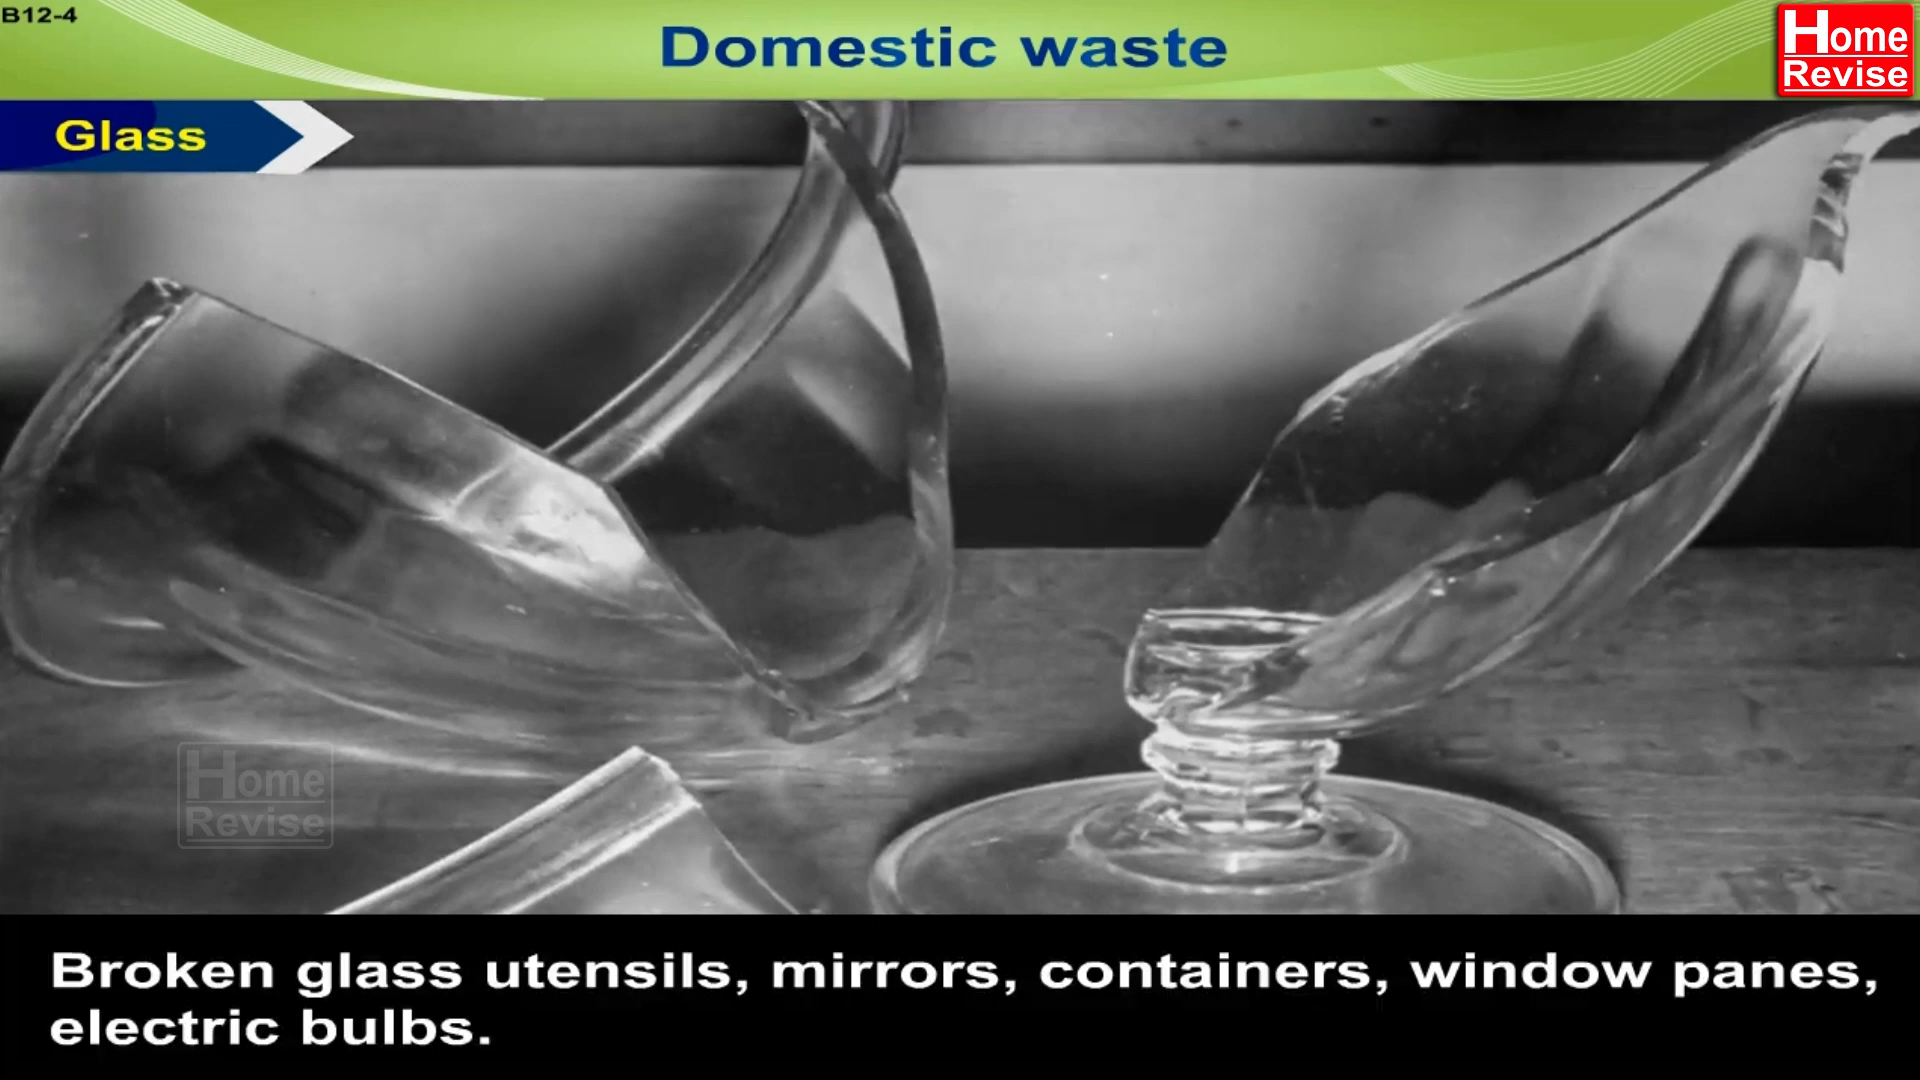 B12-4
Domestic waste
Home
Revise
Glass
Home
Revise
Broken glass utensils, mirrors, containers, window panes,
electric bulbs.